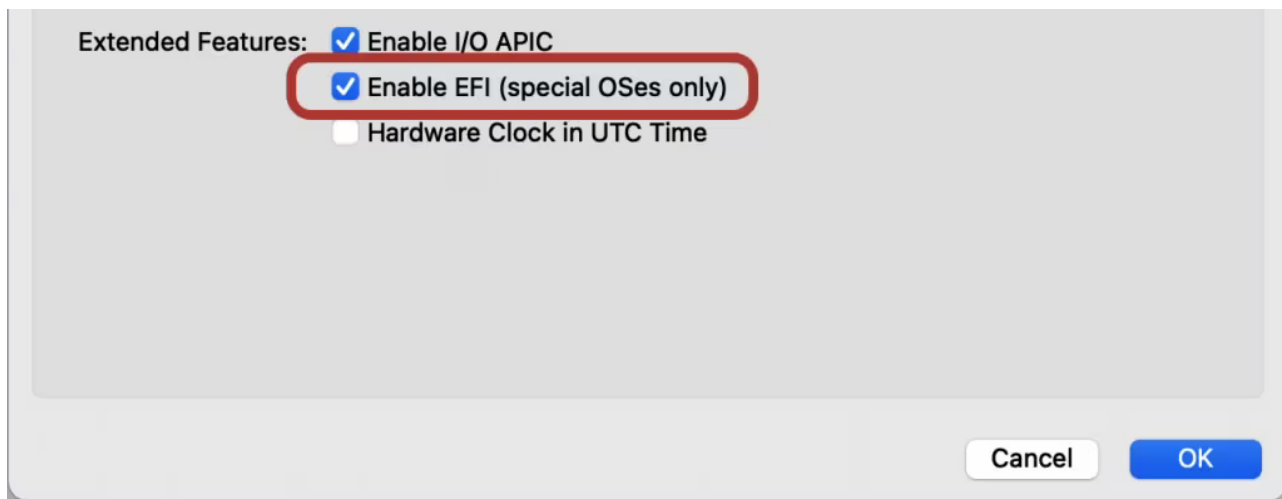 Extended Features: Enable I/O APIC
Enable EFI (special OSes only)
Hardware Clock in UTC Time
Cancel OK